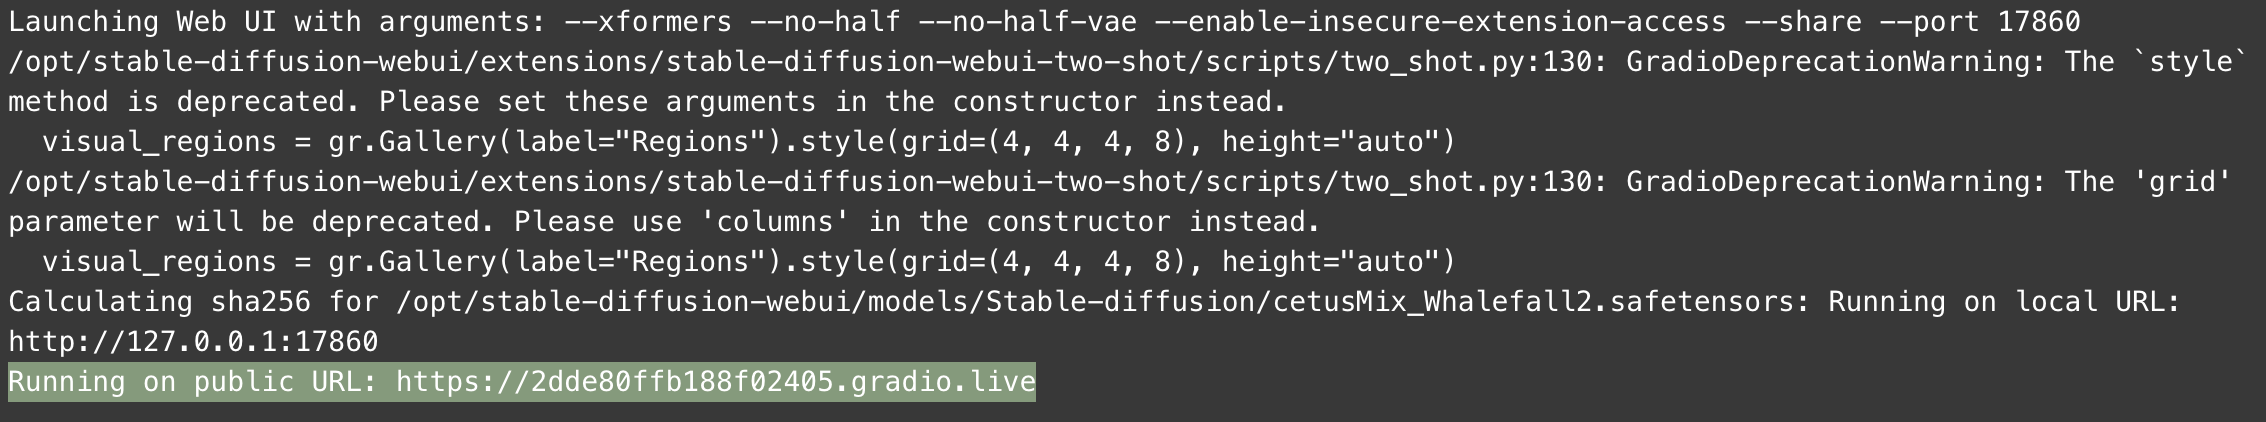 Launching Web UI with arguments: --xformers --no-half --no-half-vae --enable-insecure-extension-access --share --port 17860
/opt/stable-diffusion-webui/extensions/stable-diffusion-webui-two-shot/scripts/two_shot.py:130: GradioDeprecationWarning: The `style`
method is deprecated. Please set these arguments in the constructor instead.
  visual_regions = gr.Gallery(label="Regions").style(grid=(4, 4, 4, 8), height="auto")
/opt/stable-diffusion-webui/extensions/stable-diffusion-webui-two-shot/scripts/two_shot.py:130: GradioDeprecationWarning: The 'grid'
parameter will be deprecated. Please use 'columns' in the constructor instead.
  visual_regions = gr.Gallery(label="Regions").style(grid=(4, 4, 4, 8), height="auto")
Calculating sha256 for /opt/stable-diffusion-webui/models/Stable-diffusion/cetusMix_Whalefall2.safetensors: Running on local URL:
http://127.0.0.1:17860
Running on public URL: https://2dde80ffb188f02405.gradio.live